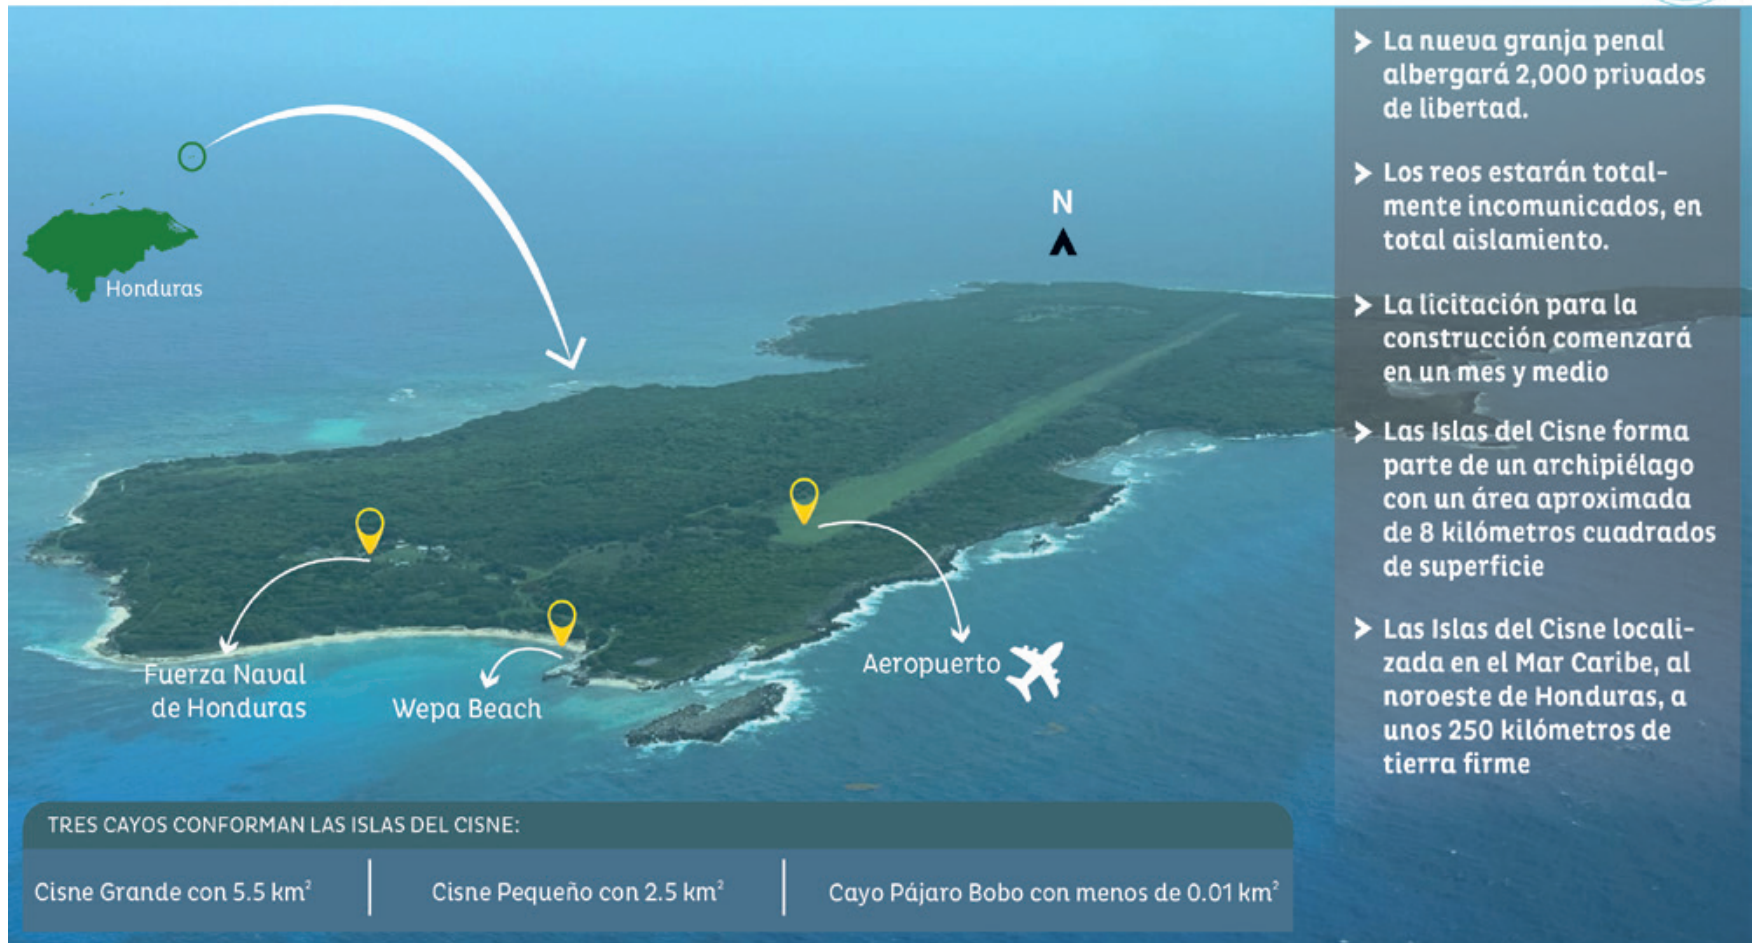 Honduras
N
Fuerza Naval
de Honduras
Wepa Beach
Aeropuerto
La nueva granja penal
albergará 2,000 privados
de libertad.
Los reos estarán total-
mente incomunicados, en
total aislamiento.
La licitación para la
construcción comenzará
en un mes y medio
Las Islas del Cisne forma
parte de un archipiélago
con un área aproximada
de 8 kilómetros cuadrados
de superficie
Las Islas del Cisne locali-
zada en el Mar Caribe, al
noroeste de Honduras, a
unos 250 kilómetros de
tierra firme
TRES CAYOS CONFORMAN LAS ISLAS DEL CISNE:
Cisne Grande con 5.5 km²
Cisne Pequeño con 2.5 km²
Cayo Pájaro Bobo con menos de 0.01 km²